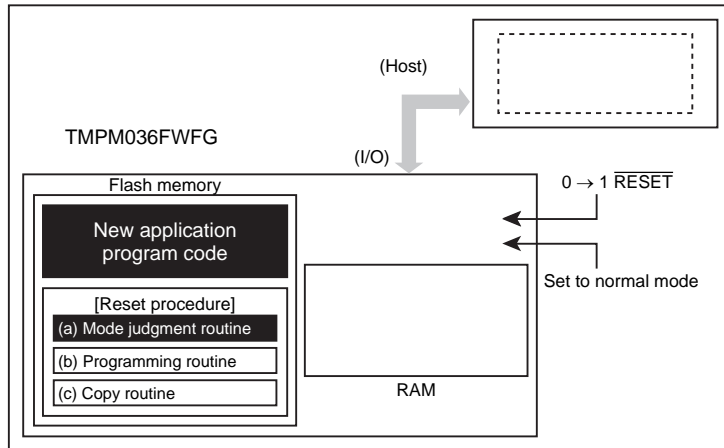 (Host)
TMPM036FWFG
(I/O)
0 → 1 RESET
Flash memory
New application
program code
Set to normal mode
[Reset procedure]
(a) Mode judgment routine
(b) Programming routine
(c) Copy routine
RAM